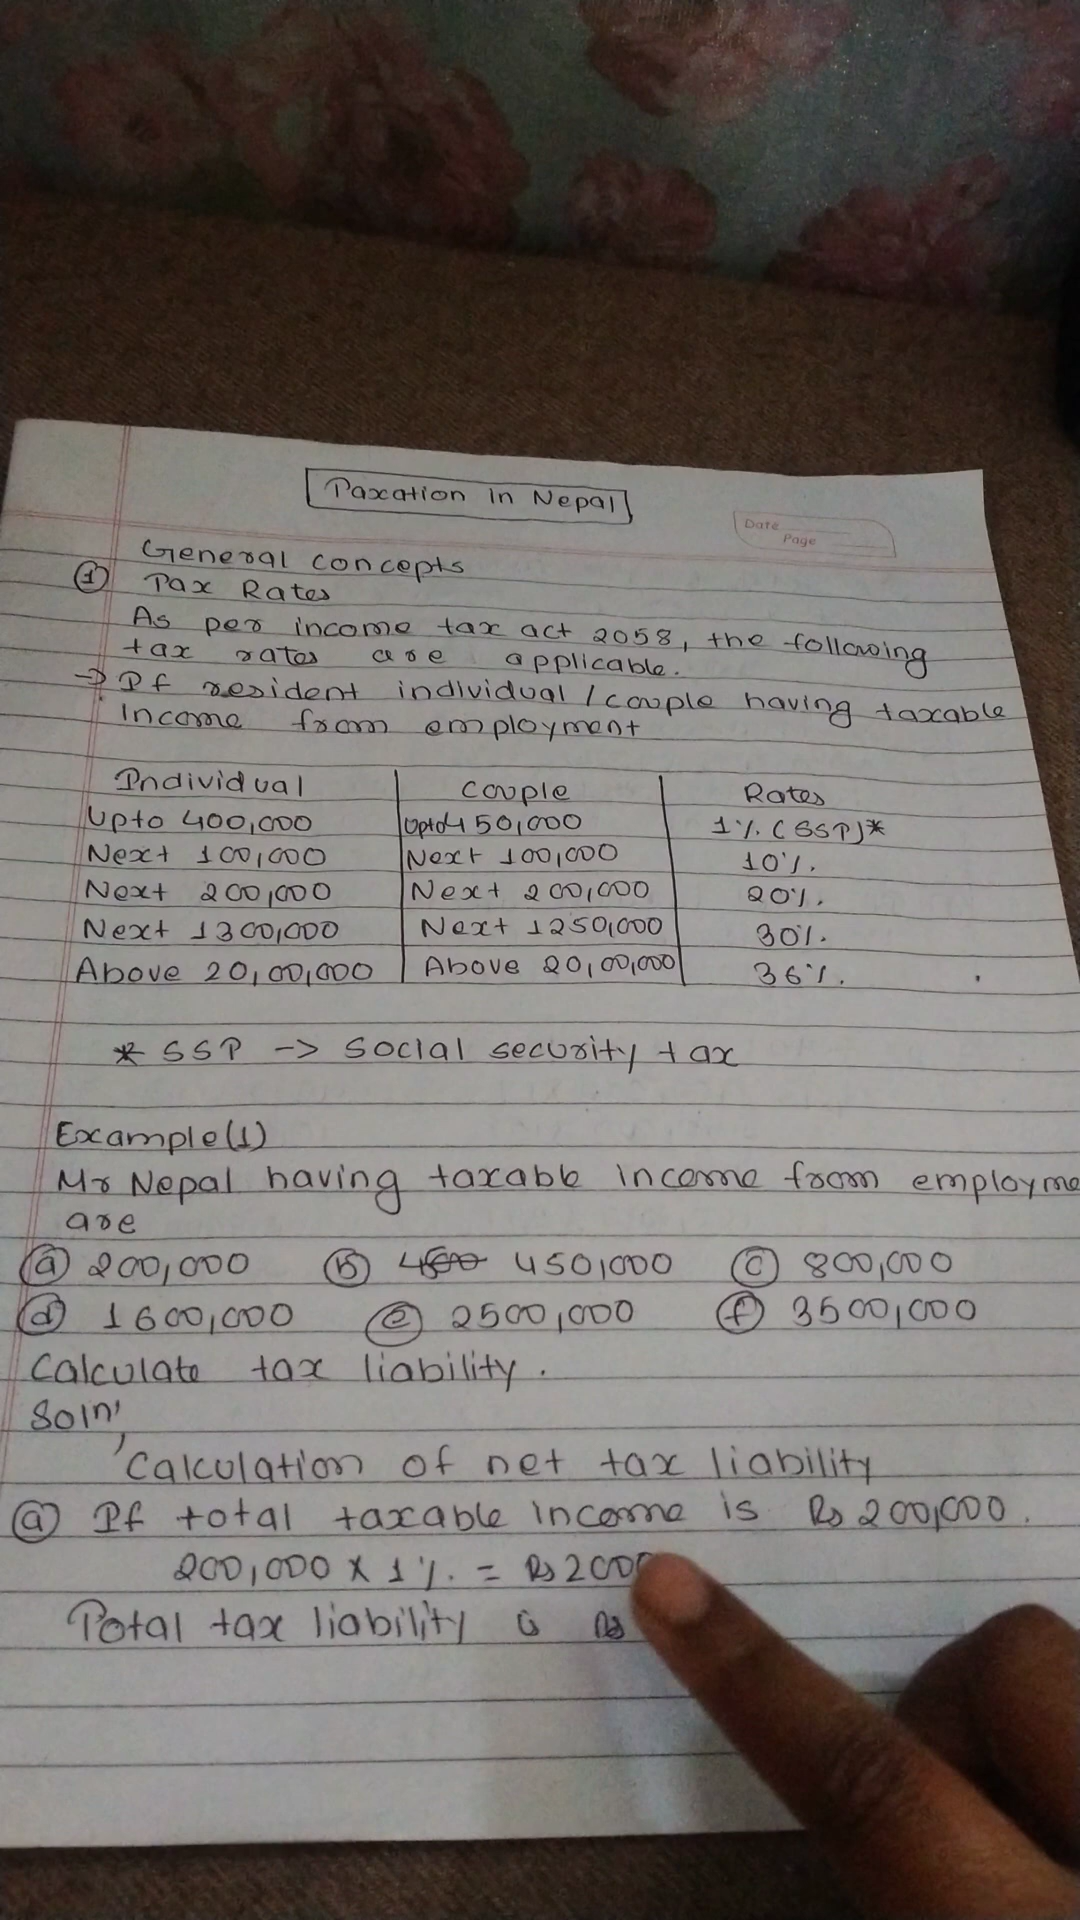 Taxation in Nepal
Date
Page
General concepts
① Tax Rates
As per income tax act 2058, the following
tax rates are applicable.
→ If resident individual / couple having taxable
income from employment
Individual | couple | Rates
Upto 400,000 | Upto 450,000 | 1% (SST)*
Next 100,000 | Next 100,000 | 10%.
Next 200,000 | Next 200,000 | 20%.
Next 1300,000 | Next 1250,000 | 30%.
Above 20,00,000 | Above 20,00,000 | 36%.
* SST -> Social security tax
Example(1)
Mr Nepal having taxable income from employme
are
ⓐ 200,000 ⓑ 450,000 ⓒ 800,000
ⓓ 1600,000 ⓔ 2500,000 ⓕ 3500,000
Calculate tax liability.
Soln,
Calculation of net tax liability
ⓐ If total taxable income is Rs 200,000.
200,000 x 1% = Rs 2000
Total tax liability is Rs